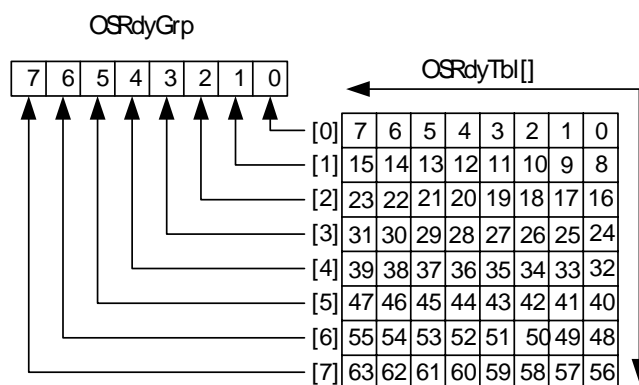 OSRdyGrp
7 6 5 4 3 2 1 0
OSRdyTbl[]
[0] 7 6 5 4 3 2 1 0
[1] 15 14 13 12 11 10 9 8
[2] 23 22 21 20 19 18 17 16
[3] 31 30 29 28 27 26 25 24
[4] 39 38 37 36 35 34 33 32
[5] 47 46 45 44 43 42 41 40
[6] 55 54 53 52 51 50 49 48
[7] 63 62 61 60 59 58 57 56